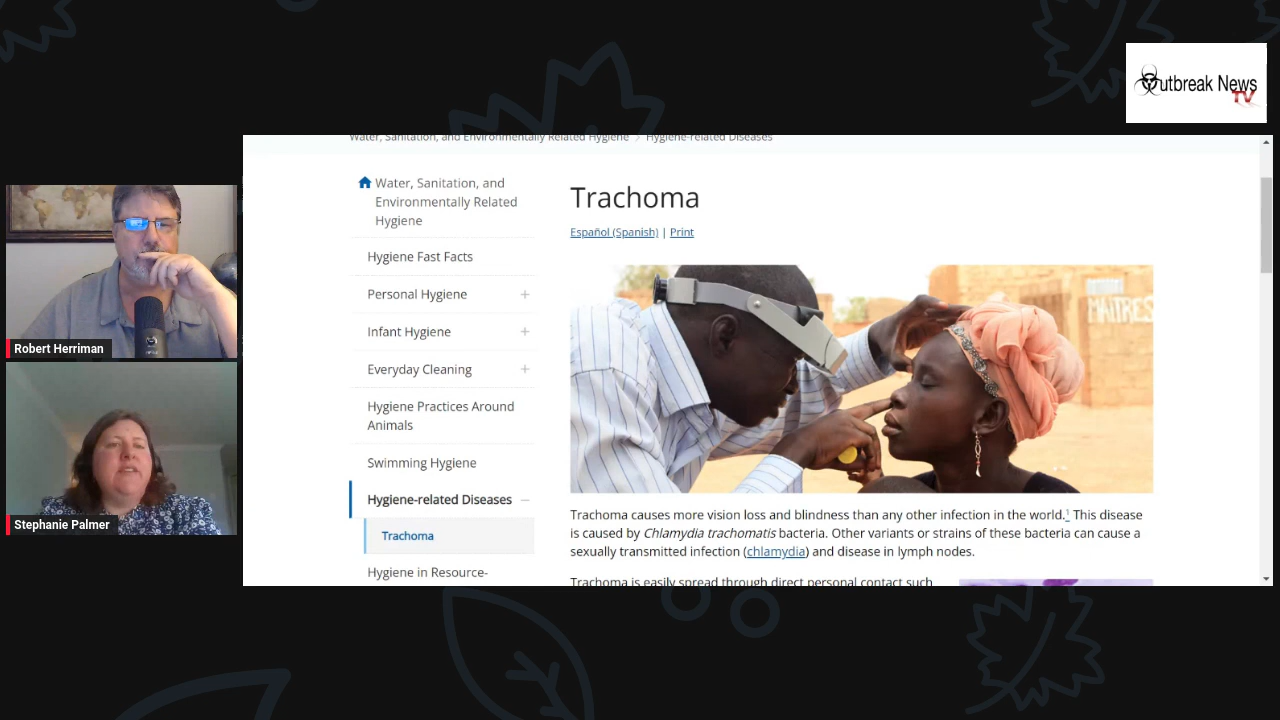 utbreak News
TV
Water, Sanitation, and Environmentally Related Hygiene > Hygiene-related Diseases
Water, Sanitation, and
Environmentally Related
Hygiene
Hygiene Fast Facts
Personal Hygiene +
Infant Hygiene +
Everyday Cleaning +
Hygiene Practices Around
Animals
Swimming Hygiene
Hygiene-related Diseases −
Trachoma
Hygiene in Resource-
Trachoma
Español (Spanish) | Print
MAITRES
Trachoma causes more vision loss and blindness than any other infection in the world.1 This disease
is caused by Chlamydia trachomatis bacteria. Other variants or strains of these bacteria can cause a
sexually transmitted infection (chlamydia) and disease in lymph nodes.
Trachoma is easily spread through direct personal contact such
Robert Herriman
Stephanie Palmer